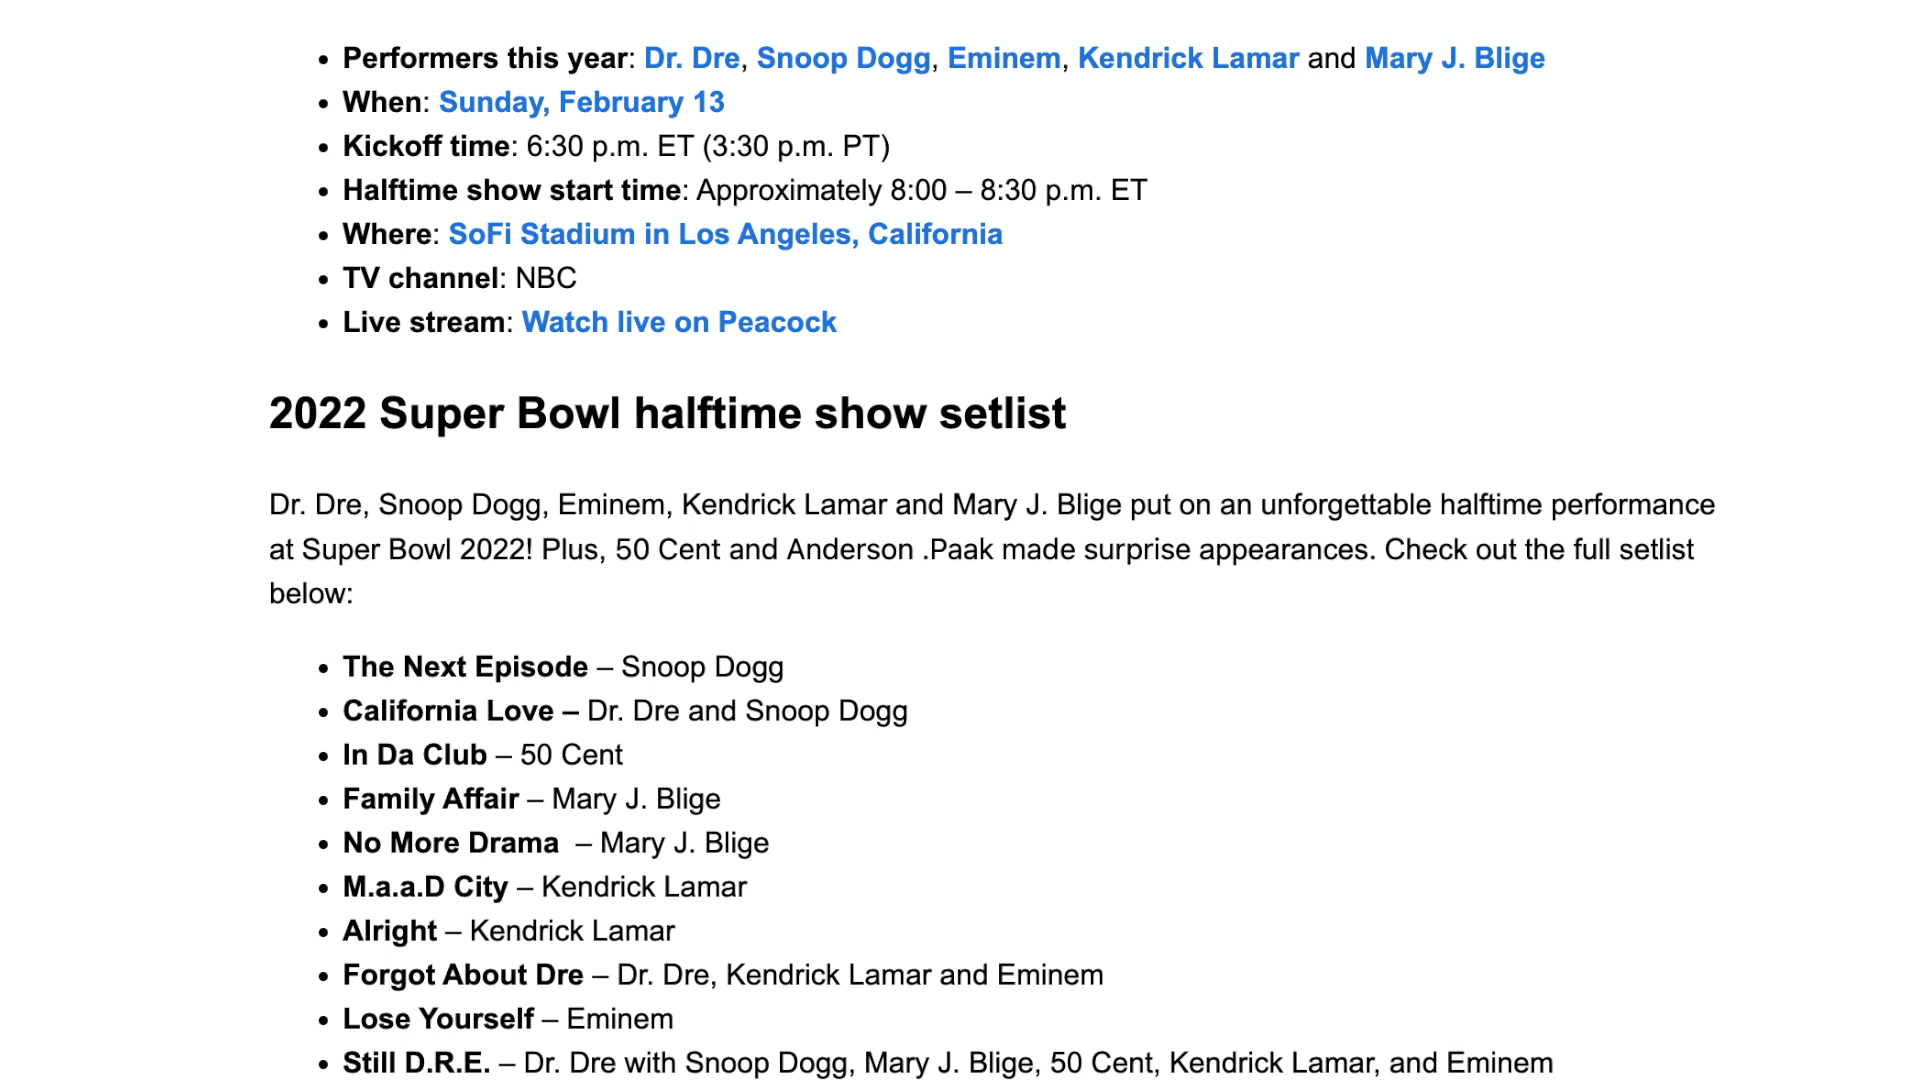 • Performers this year: Dr. Dre, Snoop Dogg, Eminem, Kendrick Lamar and Mary J. Blige
• When: Sunday, February 13
• Kickoff time: 6:30 p.m. ET (3:30 p.m. PT)
• Halftime show start time: Approximately 8:00 – 8:30 p.m. ET
• Where: SoFi Stadium in Los Angeles, California
• TV channel: NBC
• Live stream: Watch live on Peacock
2022 Super Bowl halftime show setlist
Dr. Dre, Snoop Dogg, Eminem, Kendrick Lamar and Mary J. Blige put on an unforgettable halftime performance
at Super Bowl 2022! Plus, 50 Cent and Anderson .Paak made surprise appearances. Check out the full setlist
below:
• The Next Episode – Snoop Dogg
• California Love – Dr. Dre and Snoop Dogg
• In Da Club – 50 Cent
• Family Affair – Mary J. Blige
• No More Drama  – Mary J. Blige
• M.a.a.D City – Kendrick Lamar
• Alright – Kendrick Lamar
• Forgot About Dre – Dr. Dre, Kendrick Lamar and Eminem
• Lose Yourself – Eminem
• Still D.R.E. – Dr. Dre with Snoop Dogg, Mary J. Blige, 50 Cent, Kendrick Lamar, and Eminem